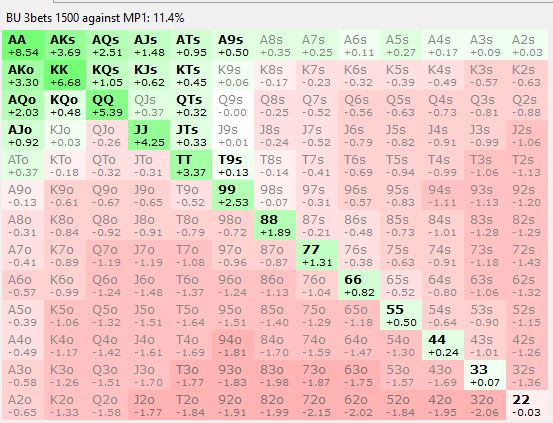 BU 3bets 1500 against MP1: 11.4%
AA AKs AQs AJs ATs A9s A8s A7s A6s A5s A4s A3s A2s
+8.54 +3.69 +2.51 +1.48 +0.95 +0.50 +0.35 +0.25 +0.11 +0.27 +0.17 +0.09 +0.03
AKo KK KQs KJs KTs K9s K8s K7s K6s K5s K4s K3s K2s
+3.30 +6.68 +1.05 +0.62 +0.45 +0.06 -0.17 -0.23 -0.32 -0.39 -0.49 -0.57 -0.63
AQo KQo QQ QJs QTs Q9s Q8s Q7s Q6s Q5s Q4s Q3s Q2s
+2.03 +0.48 +5.39 +0.37 +0.32 -0.00 -0.25 -0.52 -0.56 -0.63 -0.73 -0.81 -0.88
AJo KJo QJo JJ JTs J9s J8s J7s J6s J5s J4s J3s J2s
+0.92 +0.03 -0.26 +4.25 +0.33 +0.01 -0.24 -0.52 -0.79 -0.82 -0.91 -0.99 -1.06
ATo KTo QTo JTo TT T9s T8s T7s T6s T5s T4s T3s T2s
+0.37 -0.18 -0.32 -0.31 +3.37 +0.13 -0.14 -0.41 -0.69 -0.94 -0.99 -1.06 -1.13
A9o K9o Q9o J9o T9o 99 98s 97s 96s 95s 94s 93s 92s
-0.13 -0.61 -0.67 -0.65 -0.52 +2.53 -0.07 -0.31 -0.57 -0.83 -1.11 -1.13 -1.20
A8o K8o Q8o J8o T8o 98o 88 87s 86s 85s 84s 83s 82s
-0.31 -0.84 -0.92 -0.91 -0.79 -0.72 +1.89 -0.21 -0.48 -0.73 -1.01 -1.28 -1.29
A7o K7o Q7o J7o T7o 97o 87o 77 76s 75s 74s 73s 72s
-0.41 -0.89 -1.19 -1.19 -1.08 -0.96 -0.87 +1.31 -0.38 -0.63 -0.91 -1.18 -1.43
A6o K6o Q6o J6o T6o 96o 86o 76o 66 65s 64s 63s 62s
-0.57 -0.99 -1.24 -1.48 -1.37 -1.24 -1.13 -1.04 +0.82 -0.52 -0.80 -1.06 -1.32
A5o K5o Q5o J5o T5o 95o 85o 75o 65o 55 54s 53s 52s
-0.39 -1.06 -1.32 -1.51 -1.64 -1.51 -1.40 -1.29 -1.18 +0.50 -0.64 -0.90 -1.15
A4o K4o Q4o J4o T4o 94o 84o 74o 64o 54o 44 43s 42s
-0.49 -1.17 -1.42 -1.61 -1.69 -1.81 -1.70 -1.59 -1.47 -1.30 +0.24 -1.01 -1.26
A3o K3o Q3o J3o T3o 93o 83o 73o 63o 53o 43o 33 32s
-0.58 -1.26 -1.51 -1.70 -1.77 -1.83 -1.98 -1.87 -1.75 -1.57 -1.69 +0.07 -1.36
A2o K2o Q2o J2o T2o 92o 82o 72o 62o 52o 42o 32o 22
-0.65 -1.33 -1.58 -1.77 -1.84 -1.91 -1.99 -2.15 -2.02 -1.84 -1.95 -2.06 -0.03